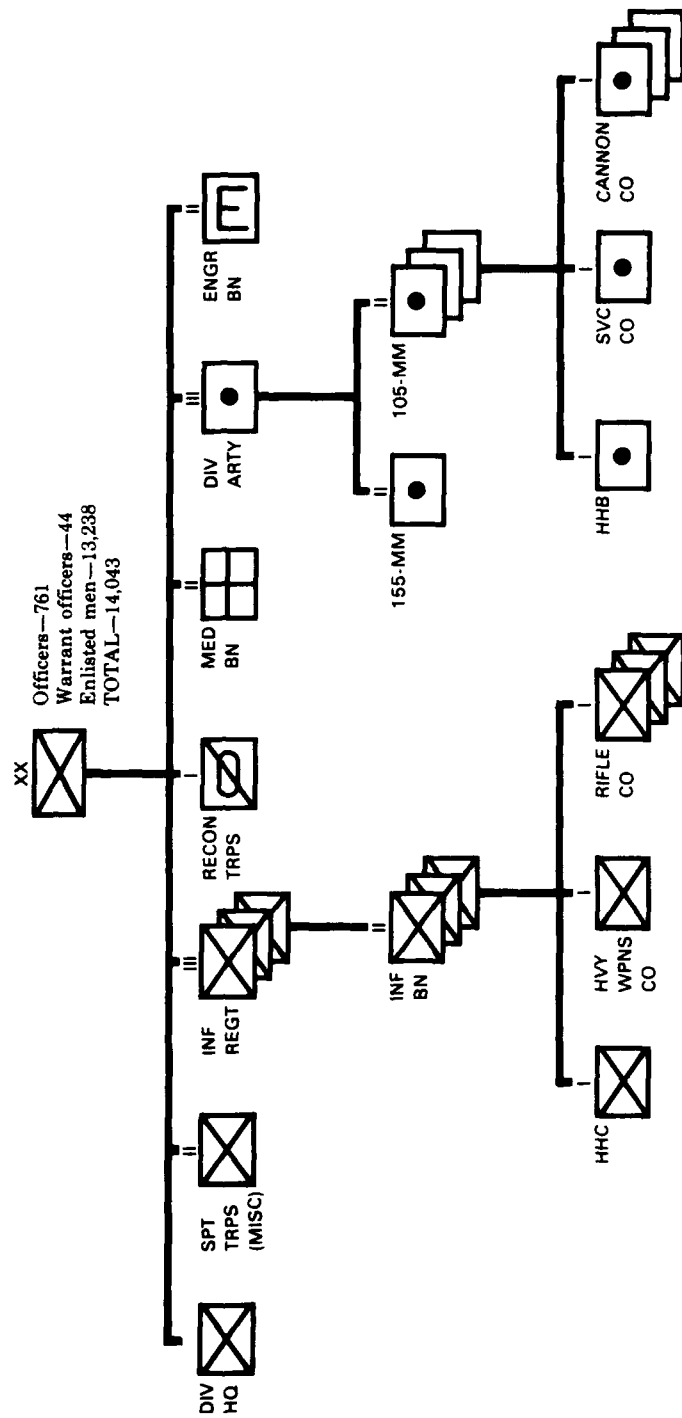 XX
Officers—761
Warrant officers—44
Enlisted men—13,238
TOTAL—14,043
DIV
HQ
SPT
TRPS
(MISC)
INF
REGT
RECON
TRPS
MED
BN
DIV
ARTY
ENGR
BN
INF
BN
155-MM
105-MM
HHC
HVY
WPNS
CO
RIFLE
CO
HHB
SVC
CO
CANNON
CO